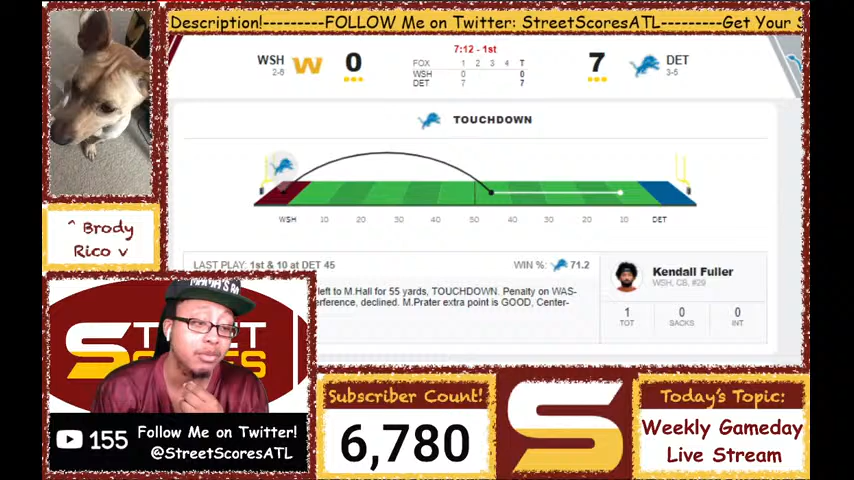 Description!---------FOLLOW Me on Twitter: StreetScoresATL---------Get Your S
7:12 - 1st
WSH
2-6
0
FOX 1 2 3 4 T
WSH 0 0
DET 7 7
7
DET
3-5
TOUCHDOWN
WSH 10 20 30 40 50 40 30 20 10 DET
LAST PLAY: 1st & 10 at DET 45
WIN %: 71.2
left to M.Hall for 55 yards, TOUCHDOWN. Penalty on WAS-
erference, declined. M.Prater extra point is GOOD, Center-
Kendall Fuller
WSH, CB, #29
1 0 0
TOT SACKS INT
^ Brody
Rico v
155
Follow Me on Twitter!
@StreetScoresATL
Subscriber Count!
6,780
Today's Topic:
Weekly Gameday
Live Stream